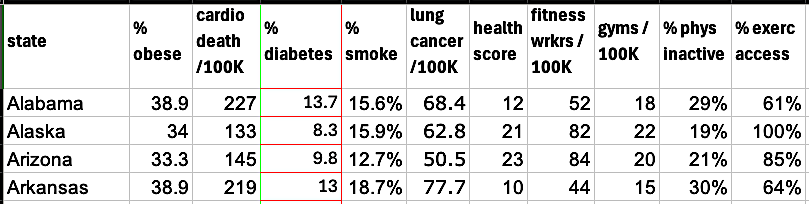 state % obese cardio death /100K % diabetes % smoke lung cancer /100K health score fitness wrkrs / 100K gyms / 100K % phys inactive % exerc access
Alabama 38.9 227 13.7 15.6% 68.4 12 52 18 29% 61%
Alaska 34 133 8.3 15.9% 62.8 21 82 22 19% 100%
Arizona 33.3 145 9.8 12.7% 50.5 23 84 20 21% 85%
Arkansas 38.9 219 13 18.7% 77.7 10 44 15 30% 64%